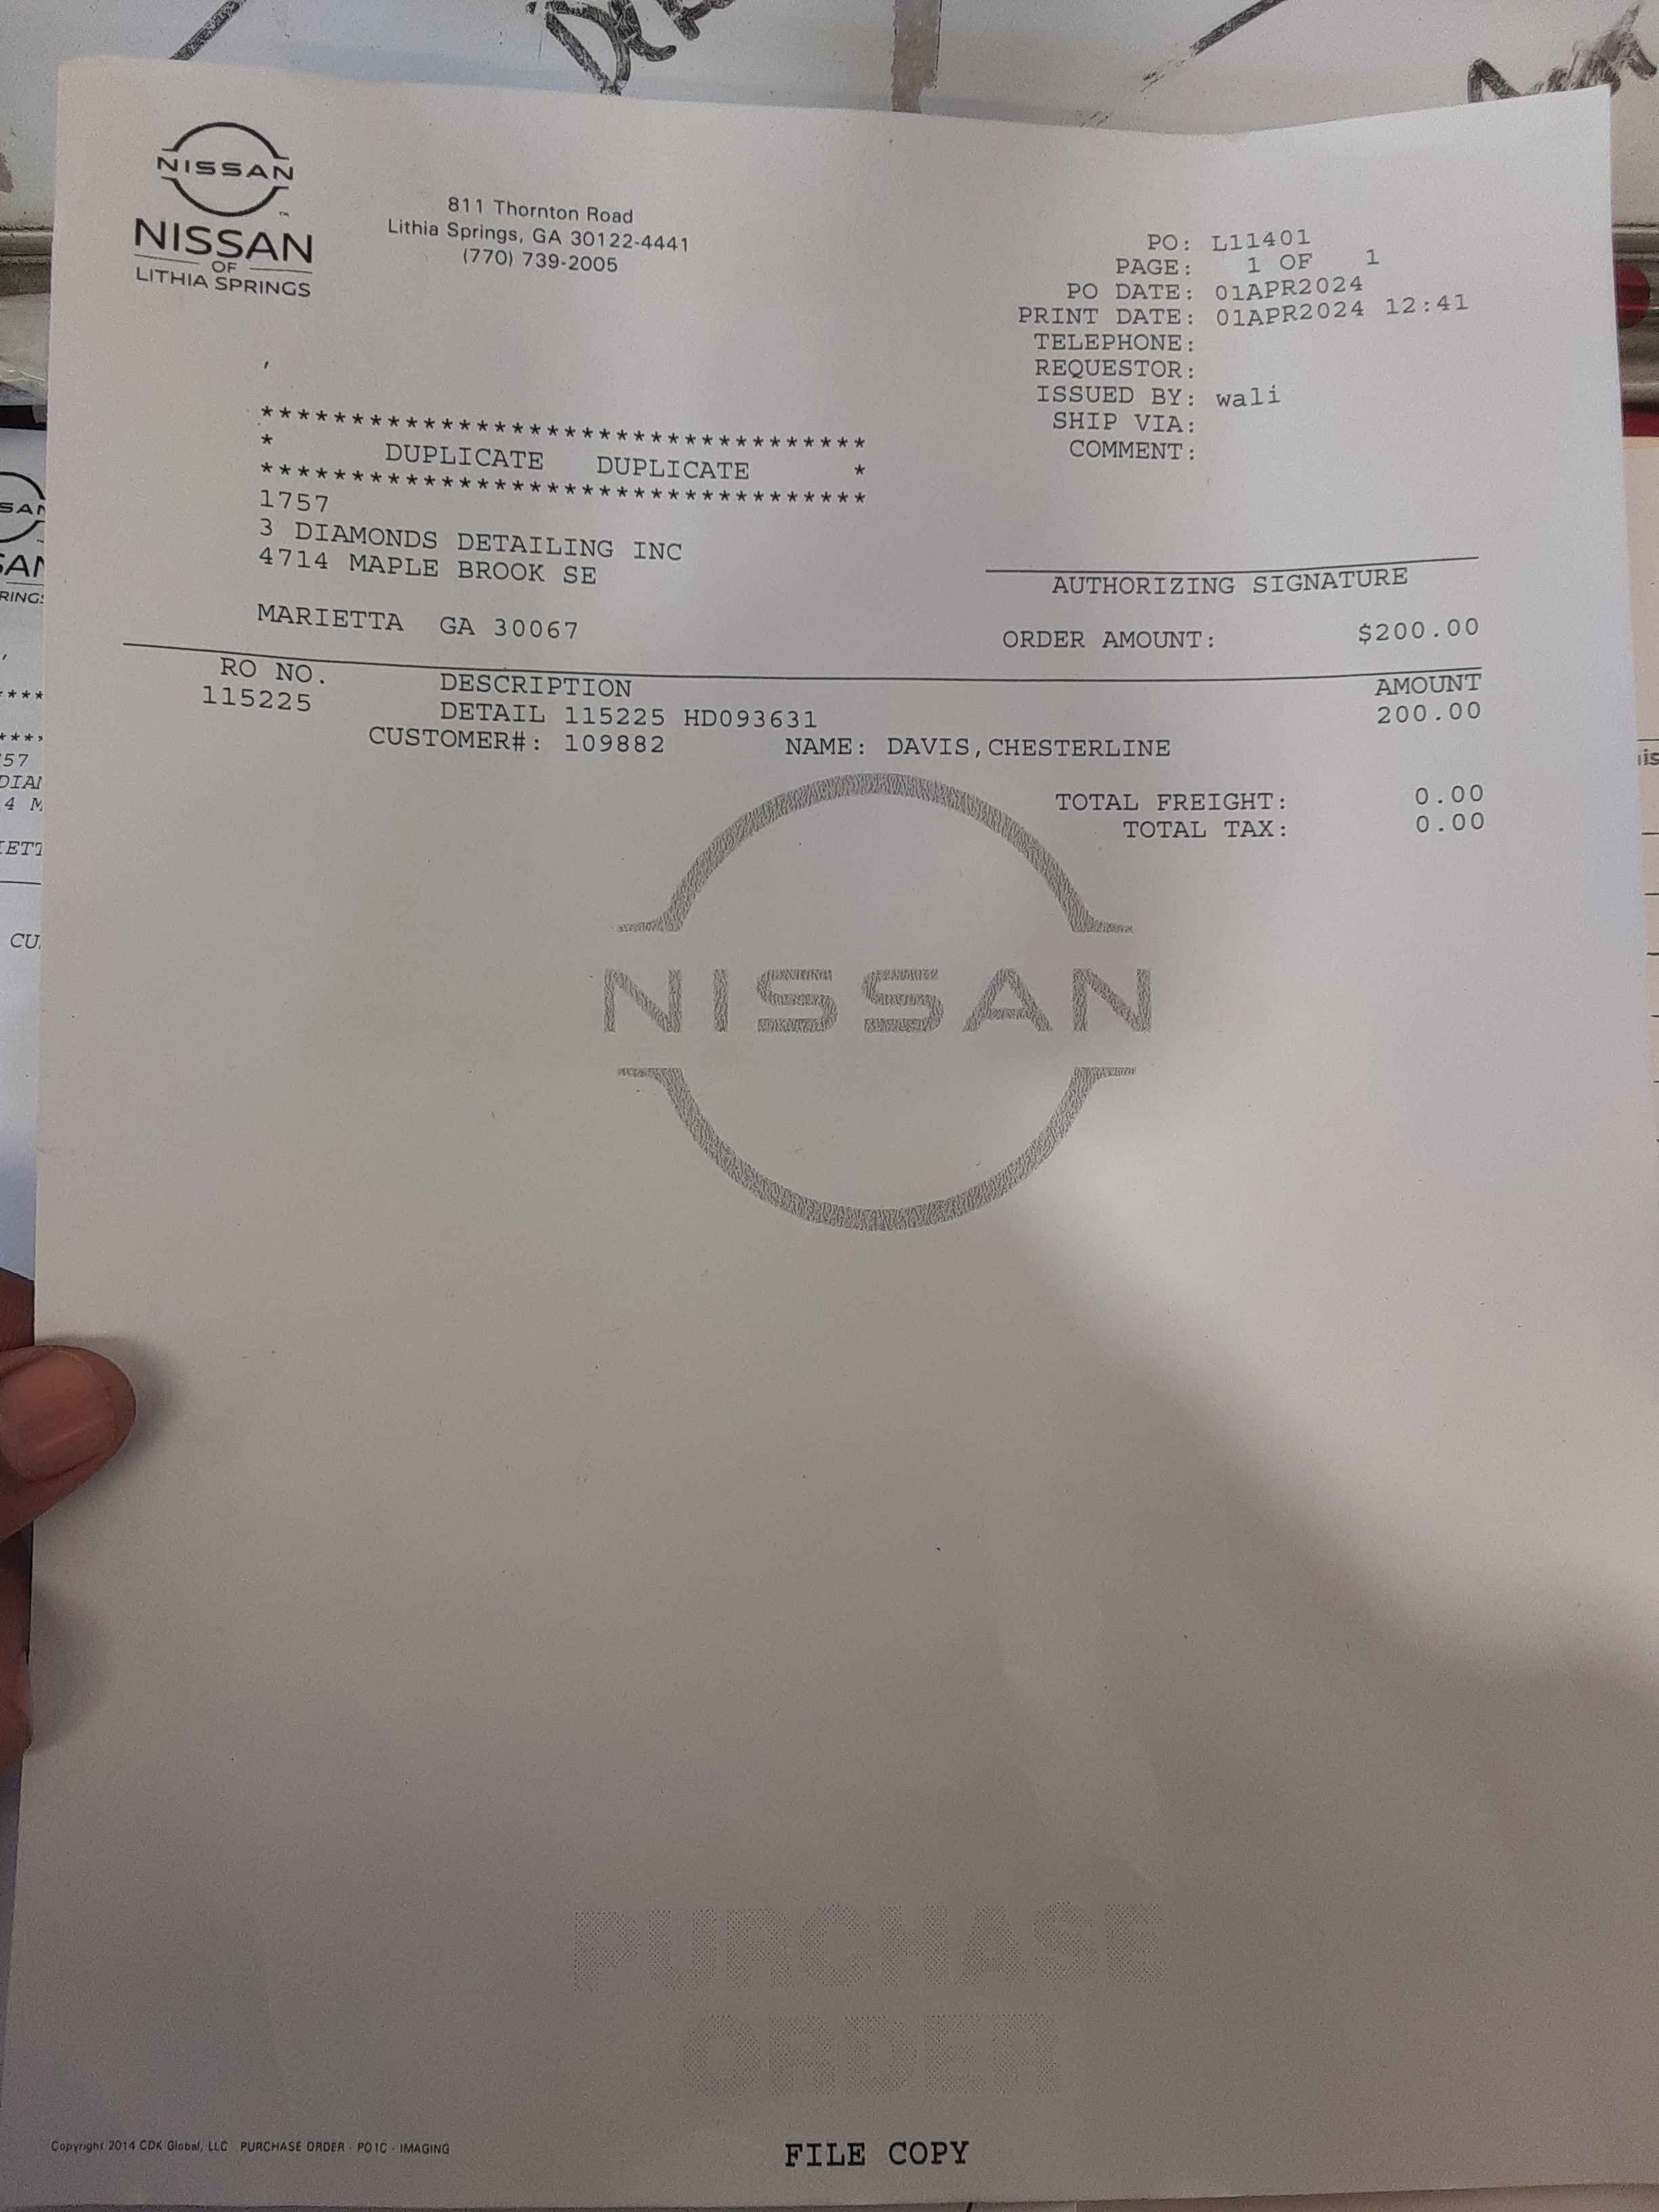 NISSAN
NISSAN
OF
LITHIA SPRINGS
811 Thornton Road
Lithia Springs, GA 30122-4441
(770) 739-2005
PO: L11401
PAGE: 1 OF 1
PO DATE: 01APR2024
PRINT DATE: 01APR2024 12:41
TELEPHONE:
REQUESTOR:
ISSUED BY: wali
SHIP VIA:
COMMENT:
**********************************
* DUPLICATE DUPLICATE *
**********************************
1757
3 DIAMONDS DETAILING INC
4714 MAPLE BROOK SE
MARIETTA GA 30067
AUTHORIZING SIGNATURE
ORDER AMOUNT: $200.00
RO NO. DESCRIPTION AMOUNT
115225 DETAIL 115225 HD093631 200.00
CUSTOMER#: 109882 NAME: DAVIS,CHESTERLINE
TOTAL FREIGHT: 0.00
TOTAL TAX: 0.00
NISSAN
PURCHASE
ORDER
Copyright 2014 CDK Global, LLC PURCHASE ORDER - PO1C - IMAGING
FILE COPY